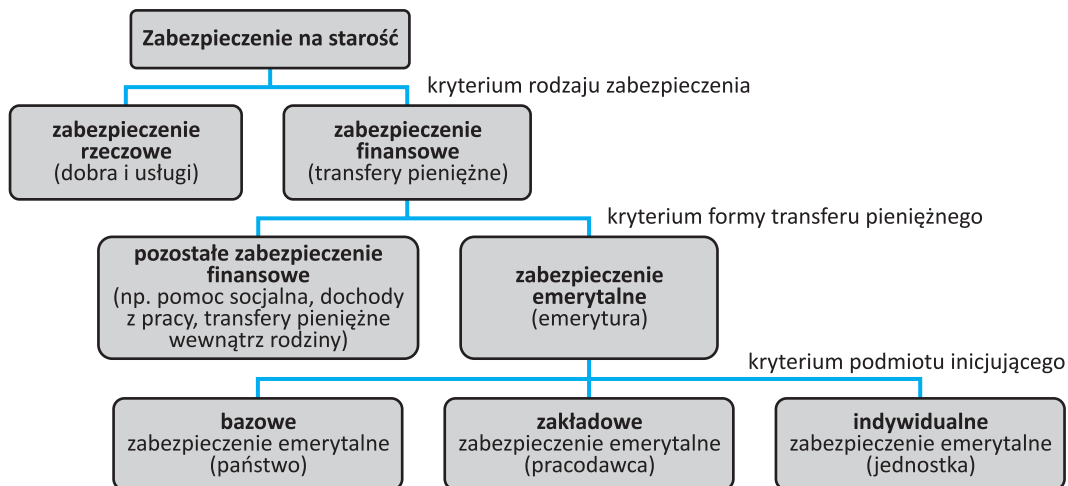 Zabezpieczenie na starość
kryterium rodzaju zabezpieczenia
zabezpieczenie
rzeczowe
(dobra i usługi)
zabezpieczenie
finansowe
(transfery pieniężne)
kryterium formy transferu pieniężnego
pozostałe zabezpieczenie
finansowe
(np. pomoc socjalna, dochody
z pracy, transfery pieniężne
wewnątrz rodziny)
zabezpieczenie
emerytalne
(emerytura)
kryterium podmiotu inicjującego
bazowe
zabezpieczenie emerytalne
(państwo)
zakładowe
zabezpieczenie emerytalne
(pracodawca)
indywidualne
zabezpieczenie emerytalne
(jednostka)